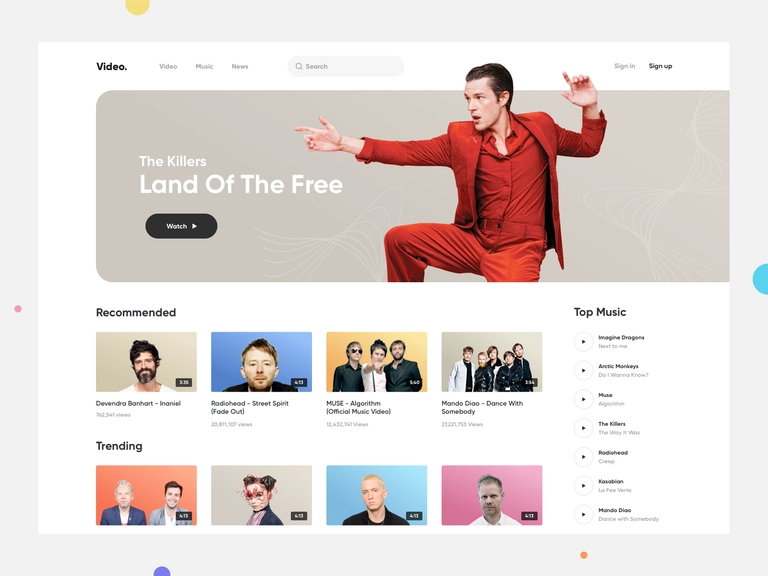 Video.
Video
Music
News
Search
Sign in
Sign up
The Killers
Land Of The Free
Watch
Recommended
3:35
4:13
5:40
3:54
Devendra Banhart - Inaniel
762,541 views
Radiohead - Street Spirit
(Fade Out)
20,811,107 views
MUSE - Algorithm
(Official Music Video)
12,432,741 Views
Mando Diao - Dance With
Somebody
27,221,753 Views
Trending
4:13
4:13
4:13
4:13
Top Music
Imagine Dragons
Next to me
Arctic Monkeys
Do I Wanna Know?
Muse
Algorithm
The Killers
The Way It Was
Radiohead
Creep
Kasabian
La Fee Verte
Mando Diao
Dance with Somebody